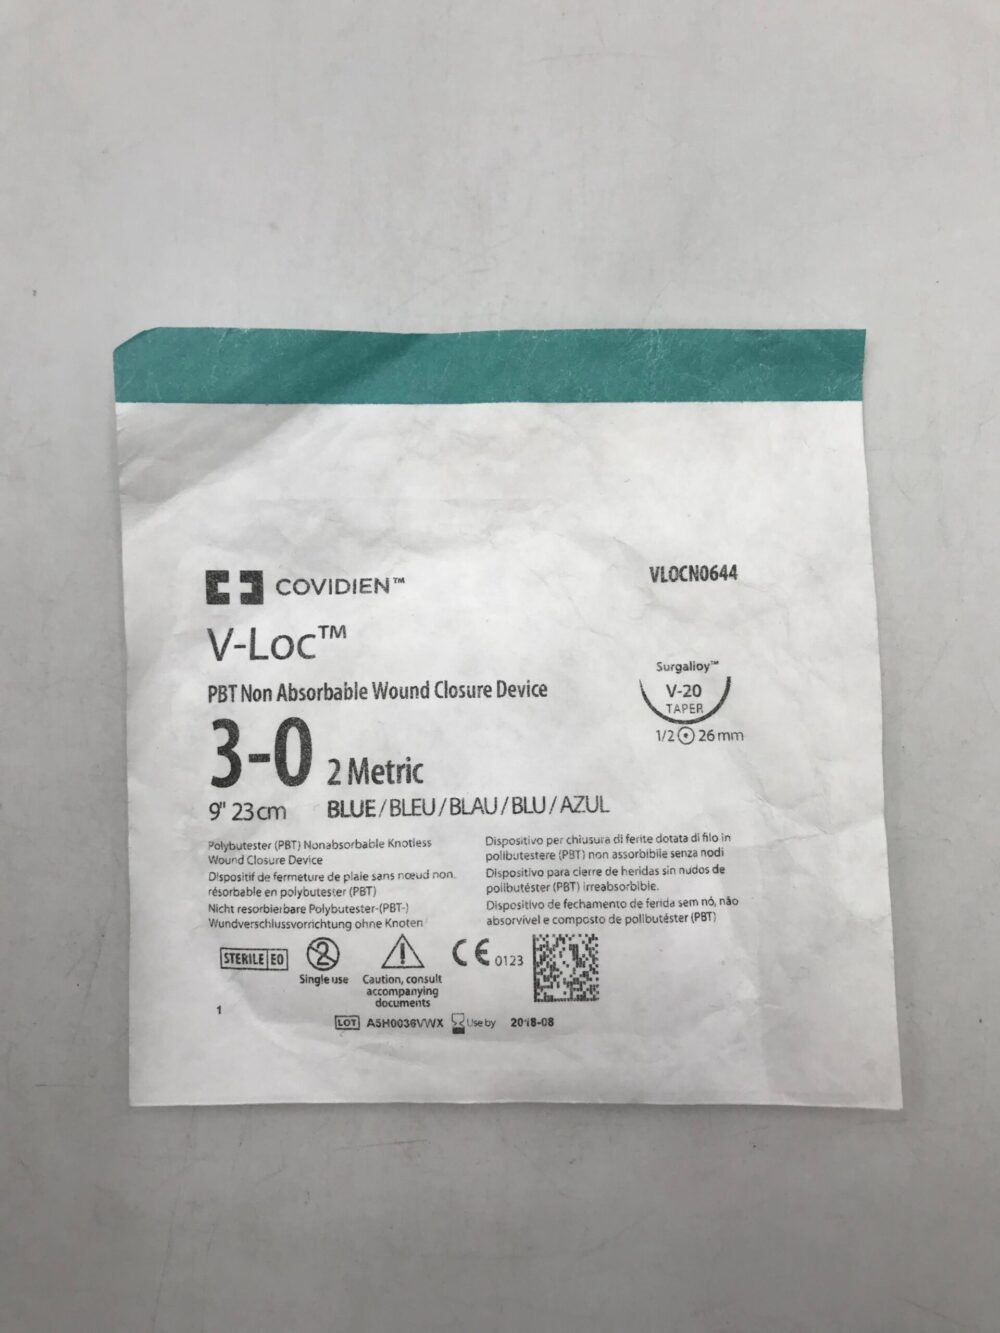 COVIDIEN™
VLOCN0644
V-Loc™
PBT Non Absorbable Wound Closure Device
3-0 2 Metric
9" 23cm BLUE/BLEU/BLAU/BLU/AZUL
Surgalloy™
V-20
TAPER
1/2 26 mm
Polybutester (PBT) Nonabsorbable Knotless
Wound Closure Device
Dispositif de fermeture de plaie sans nœud non
résorbable en polybutester (PBT)
Nicht resorbierbare Polybutester-(PBT-)
Wundverschlussvorrichtung ohne Knoten
Dispositivo per chiusura di ferite dotata di filo in
polibutestere (PBT) non assorbibile senza nodi
Dispositivo para cierre de heridas sin nudos de
polibutéster (PBT) irreabsorbible.
Dispositivo de fechamento de ferida sem nó, não
absorvível e composto de polibutéster (PBT)
STERILE EO
2
Single use
Caution, consult
accompanying
documents
CE 0123
1
LOT A5H0036VWX Use by 2018-08